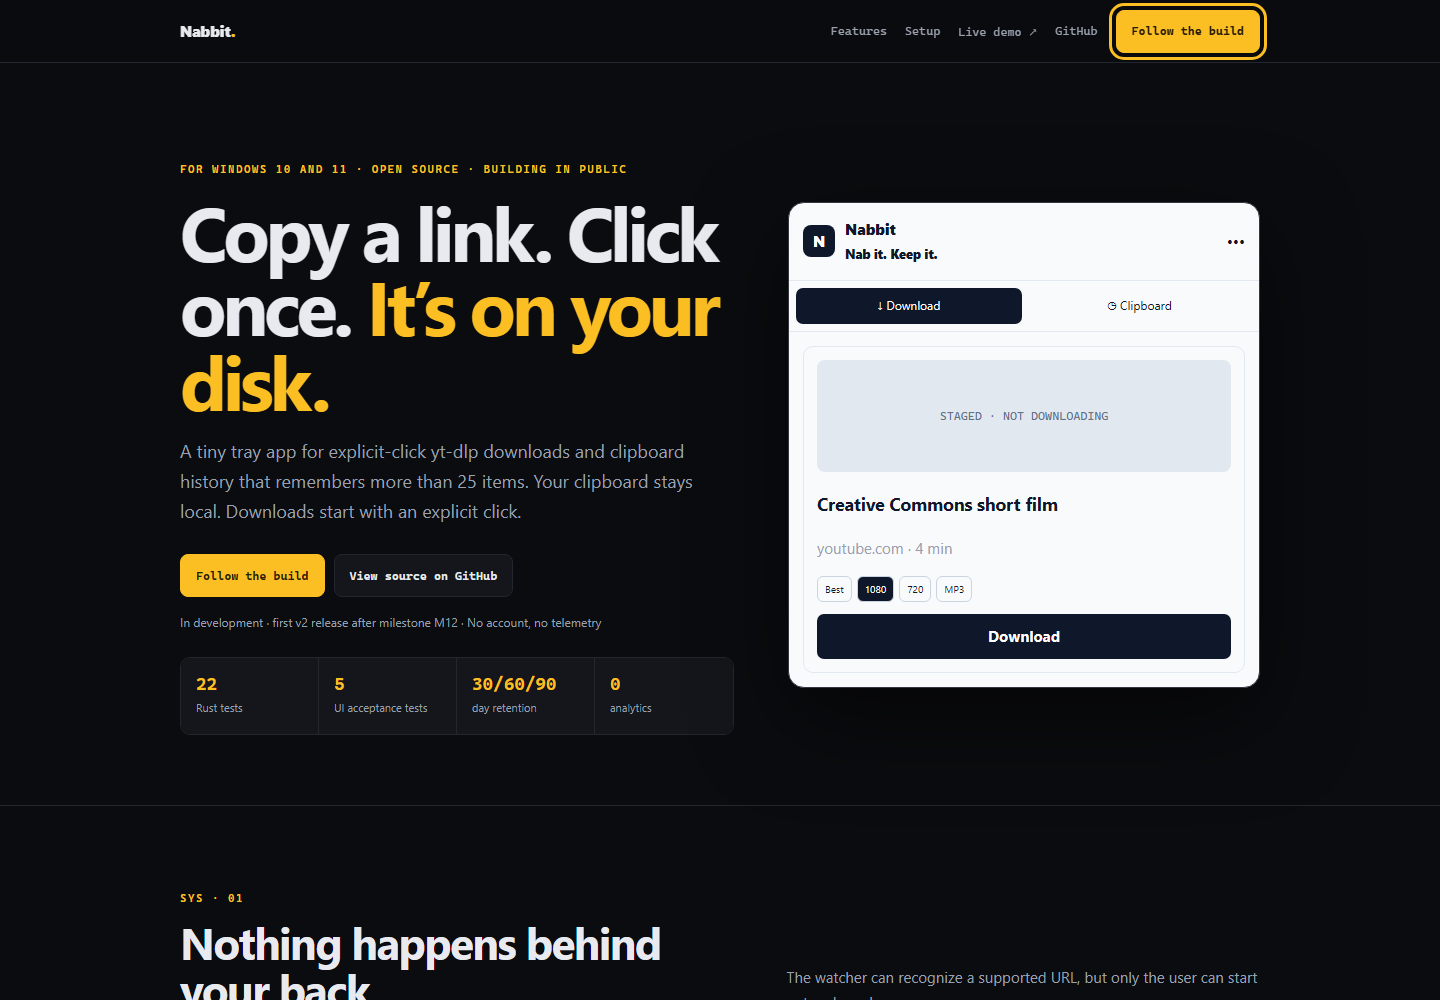 Nabbit.
Features
Setup
Live demo ↗
GitHub
Follow the build
FOR WINDOWS 10 AND 11 · OPEN SOURCE · BUILDING IN PUBLIC
Copy a link. Click
once. It's on your
disk.
A tiny tray app for explicit-click yt-dlp downloads and clipboard
history that remembers more than 25 items. Your clipboard stays
local. Downloads start with an explicit click.
Follow the build
View source on GitHub
In development · first v2 release after milestone M12 · No account, no telemetry
22
Rust tests
5
UI acceptance tests
30/60/90
day retention
0
analytics
N
Nabbit
Nab it. Keep it.
•••
↓ Download
◷ Clipboard
STAGED · NOT DOWNLOADING
Creative Commons short film
youtube.com · 4 min
Best
1080
720
MP3
Download
SYS · 01
Nothing happens behind
your back
The watcher can recognize a supported URL, but only the user can start